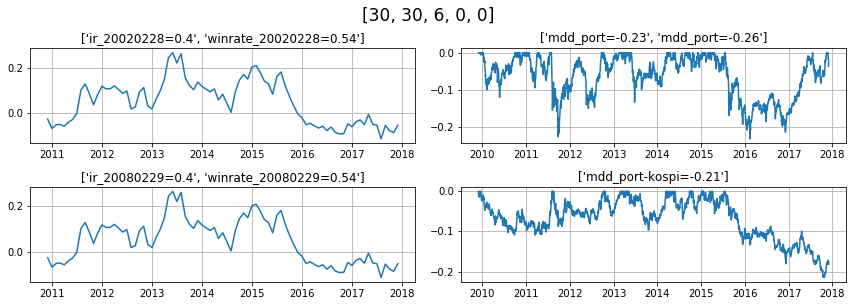 [30, 30, 6, 0, 0]
['ir_20020228=0.4', 'winrate_20020228=0.54']
0.2
0.0
2011 2012 2013 2014 2015 2016 2017 2018
['mdd_port=-0.23', 'mdd_port=-0.26']
0.0
−0.1
−0.2
2010 2011 2012 2013 2014 2015 2016 2017 2018
['ir_20080229=0.4', 'winrate_20080229=0.54']
0.2
0.0
2011 2012 2013 2014 2015 2016 2017 2018
['mdd_port-kospi=-0.21']
0.0
−0.1
−0.2
2010 2011 2012 2013 2014 2015 2016 2017 2018